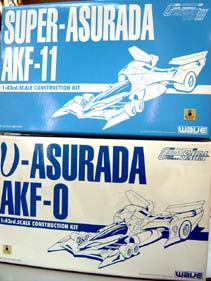 SUPER-ASURADA
AKF-11
1:43rd.SCALE CONSTRUCTION KIT
WAVE
ν-ASURADA
AKF-0
1:43rd.SCALE CONSTRUCTION KIT
WAVE